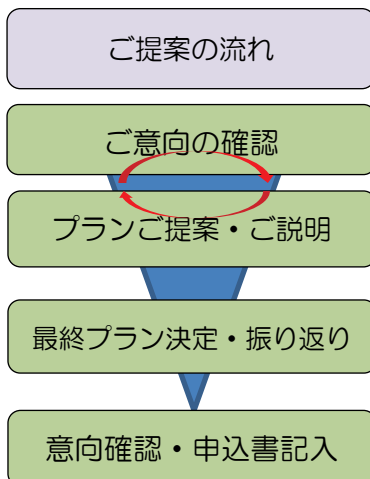 ご提案の流れ
ご意向の確認
プランご提案・ご説明
最終プラン決定・振り返り
意向確認・申込書記入